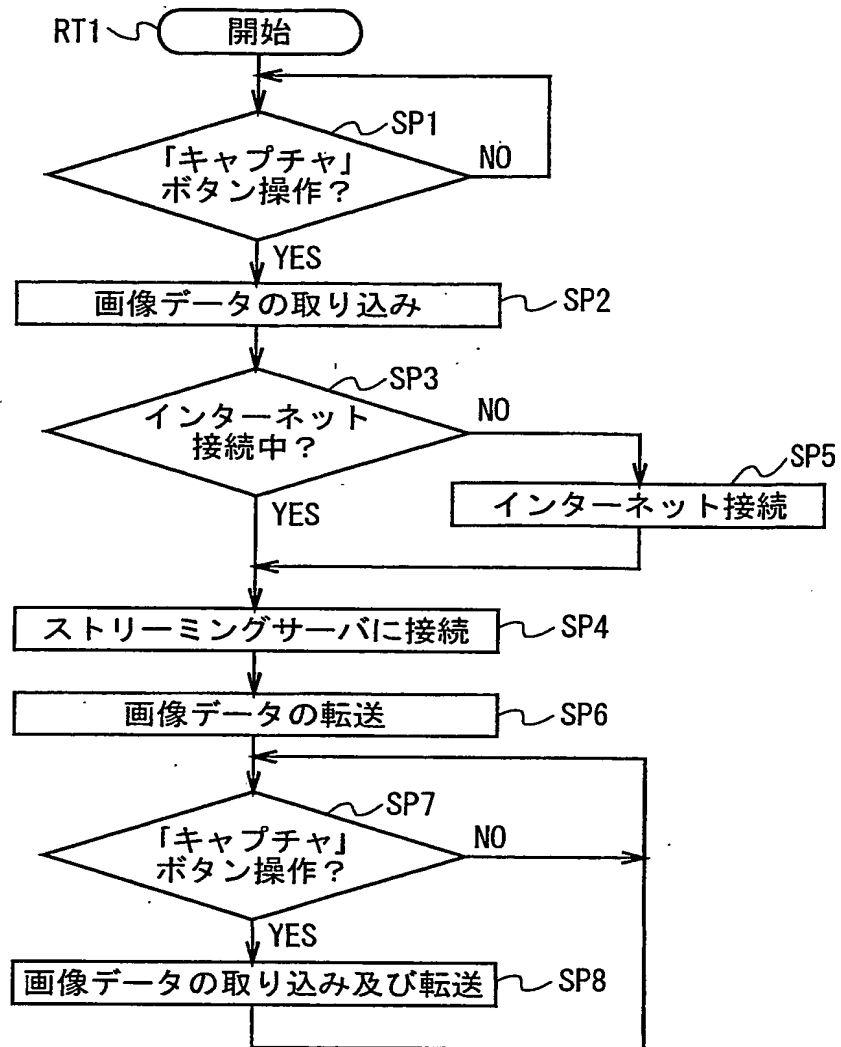 RT1
開始
SP1
「キャプチャ」
ボタン操作？
NO
YES
画像データの取り込み
SP2
SP3
インターネット
接続中？
NO
SP5
インターネット接続
YES
ストリーミングサーバに接続
SP4
画像データの転送
SP6
SP7
「キャプチャ」
ボタン操作？
NO
YES
画像データの取り込み及び転送
SP8